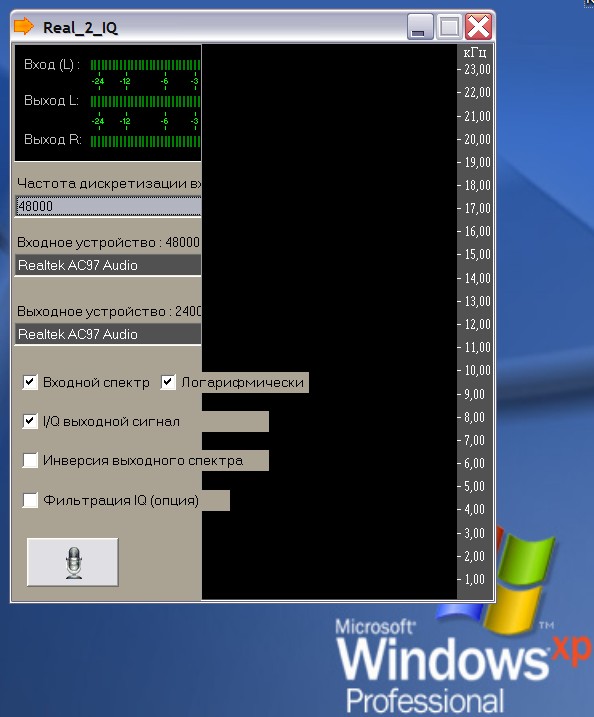 Real_2_IQ
Вход (L) :
-24 -12 -6 -3
Выход L:
-24 -12 -6 -3
Выход R:
Частота дискретизации
48000
Входное устройство : 48000
Realtek AC97 Audio
Выходное устройство : 2400
Realtek AC97 Audio
Входной спектр
Логарифмически
I/Q выходной сигнал
Инверсия выходного спектра
Фильтрация IQ (опция)
кГц
23,00
22,00
21,00
20,00
19,00
18,00
17,00
16,00
15,00
14,00
13,00
12,00
11,00
10,00
9,00
8,00
7,00
6,00
5,00
4,00
3,00
2,00
1,00
Microsoft®
Windows xp
Professional
TM